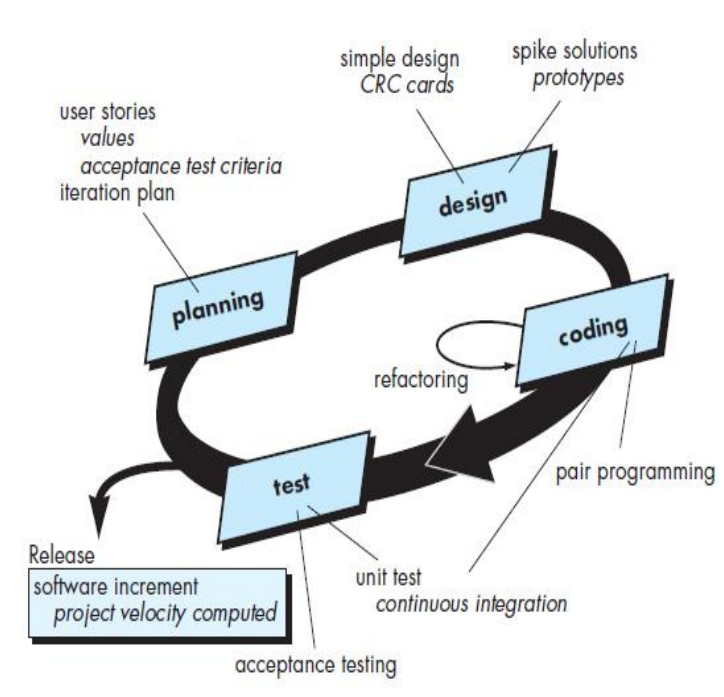 simple design
CRC cards
spike solutions
prototypes
user stories
values
acceptance test criteria
iteration plan
design
planning
coding
refactoring
test
pair programming
Release
software increment
project velocity computed
unit test
continuous integration
acceptance testing